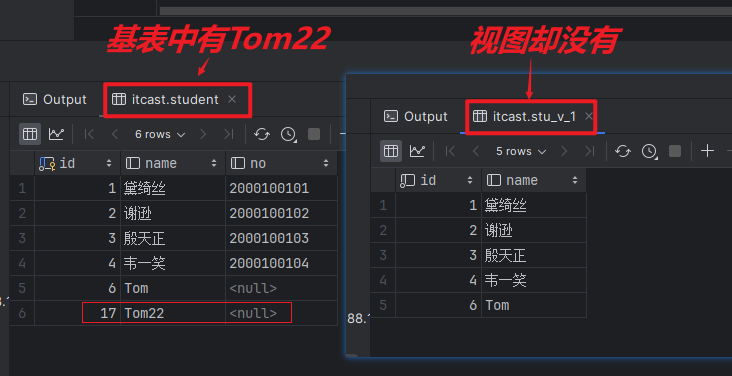 基表中有Tom22
视图却没有
Output
itcast.student
6 rows
id name no
1 1 黛绮丝 2000100101
2 2 谢逊 2000100102
3 3 殷天正 2000100103
4 4 韦一笑 2000100104
5 6 Tom <null>
6 17 Tom22 <null>
88.
Output
itcast.stu_v_1
5 rows
id name
1 1 黛绮丝
2 2 谢逊
3 3 殷天正
4 4 韦一笑
5 6 Tom
88.